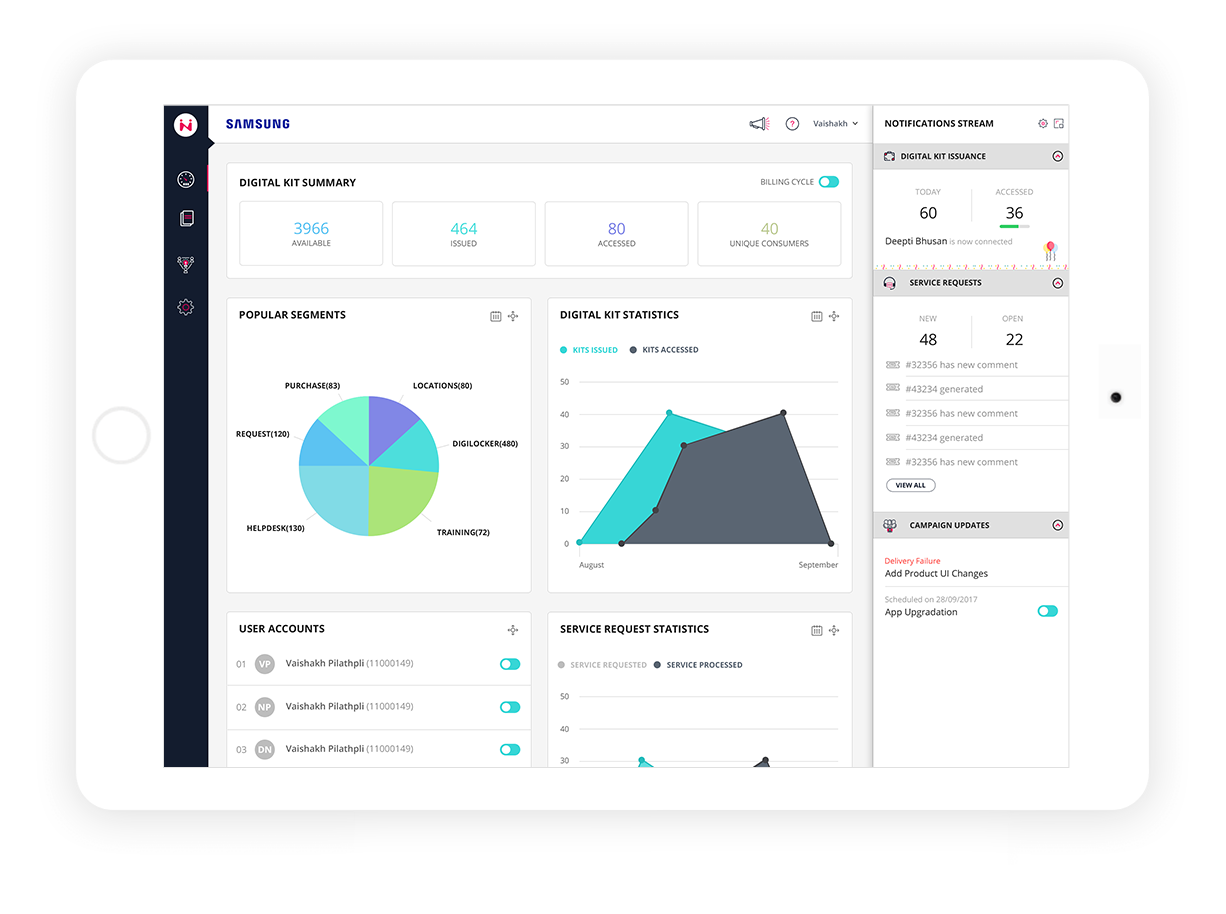 SAMSUNG
Vaishakh
DIGITAL KIT SUMMARY
BILLING CYCLE
3966
AVAILABLE
464
ISSUED
80
ACCESSED
40
UNIQUE CONSUMERS
POPULAR SEGMENTS
PURCHASE(83)
LOCATIONS(80)
REQUEST(120)
DIGILOCKER(480)
HELPDESK(130)
TRAINING(72)
DIGITAL KIT STATISTICS
KITS ISSUED
KITS ACCESSED
50
40
30
20
10
0
August
September
USER ACCOUNTS
01 VP Vaishakh Pilathpli (11000149)
02 NP Vaishakh Pilathpli (11000149)
03 DN Vaishakh Pilathpli (11000149)
SERVICE REQUEST STATISTICS
SERVICE REQUESTED
SERVICE PROCESSED
50
40
30
NOTIFICATIONS STREAM
DIGITAL KIT ISSUANCE
TODAY
60
ACCESSED
36
Deepti Bhusan is now connected
SERVICE REQUESTS
NEW
48
OPEN
22
#32356 has new comment
#43234 generated
#32356 has new comment
#43234 generated
#32356 has new comment
VIEW ALL
CAMPAIGN UPDATES
Delivery Failure
Add Product UI Changes
Scheduled on 28/09/2017
App Upgradation